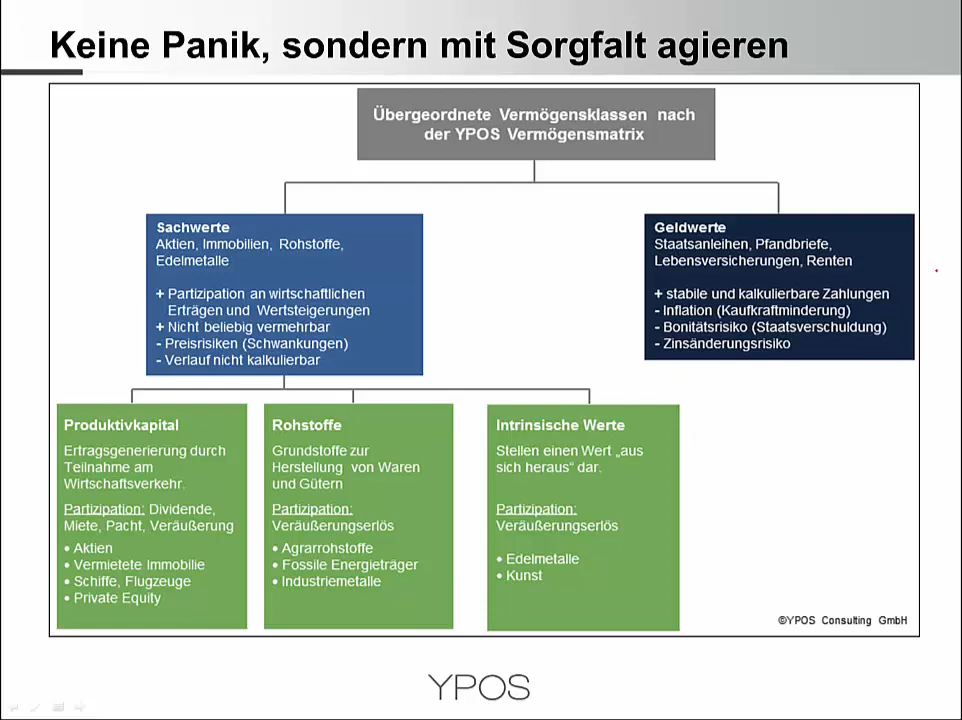 Keine Panik, sondern mit Sorgfalt agieren
Übergeordnete Vermögensklassen nach
der YPOS Vermögensmatrix
Sachwerte
Aktien, Immobilien, Rohstoffe,
Edelmetalle
+ Partizipation an wirtschaftlichen
Erträgen und Wertsteigerungen
+ Nicht beliebig vermehrbar
- Preisrisiken (Schwankungen)
- Verlauf nicht kalkulierbar
Geldwerte
Staatsanleihen, Pfandbriefe,
Lebensversicherungen, Renten
+ stabile und kalkulierbare Zahlungen
- Inflation (Kaufkraftminderung)
- Bonitätsrisiko (Staatsverschuldung)
- Zinsänderungsrisiko
Produktivkapital
Ertragsgenerierung durch
Teilnahme am
Wirtschaftsverkehr.
Partizipation: Dividende,
Miete, Pacht, Veräußerung
• Aktien
• Vermietete Immobilie
• Schiffe, Flugzeuge
• Private Equity
Rohstoffe
Grundstoffe zur
Herstellung von Waren
und Gütern
Partizipation:
Veräußerungserlös
• Agrarrohstoffe
• Fossile Energieträger
• Industriemetalle
Intrinsische Werte
Stellen einen Wert „aus
sich heraus" dar.
Partizipation:
Veräußerungserlös
• Edelmetalle
• Kunst
©YPOS Consulting GmbH
YPOS